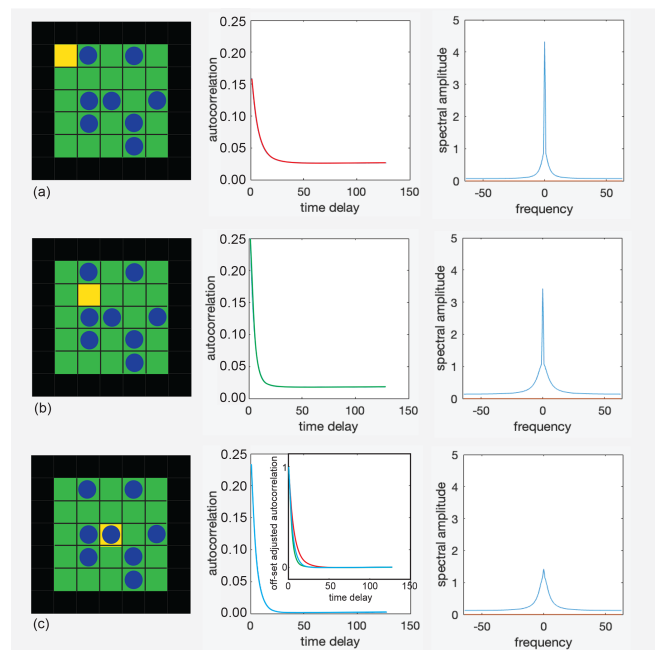 0.25
0.20
0.15
0.10
0.05
0.00
0 50 100 150
autocorrelation
time delay
5
4
3
2
1
0
-50 0 50
spectral amplitude
frequency
(a)
0.25
0.20
0.15
0.10
0.05
0.00
0 50 100 150
autocorrelation
time delay
5
4
3
2
1
0
-50 0 50
spectral amplitude
frequency
(b)
0.25
0.20
0.15
0.10
0.05
0.00
0 50 100 150
autocorrelation
time delay
off-set adjusted autocorrelation
1
0
0 50 100 150
time delay
5
4
3
2
1
0
-50 0 50
spectral amplitude
frequency
(c)